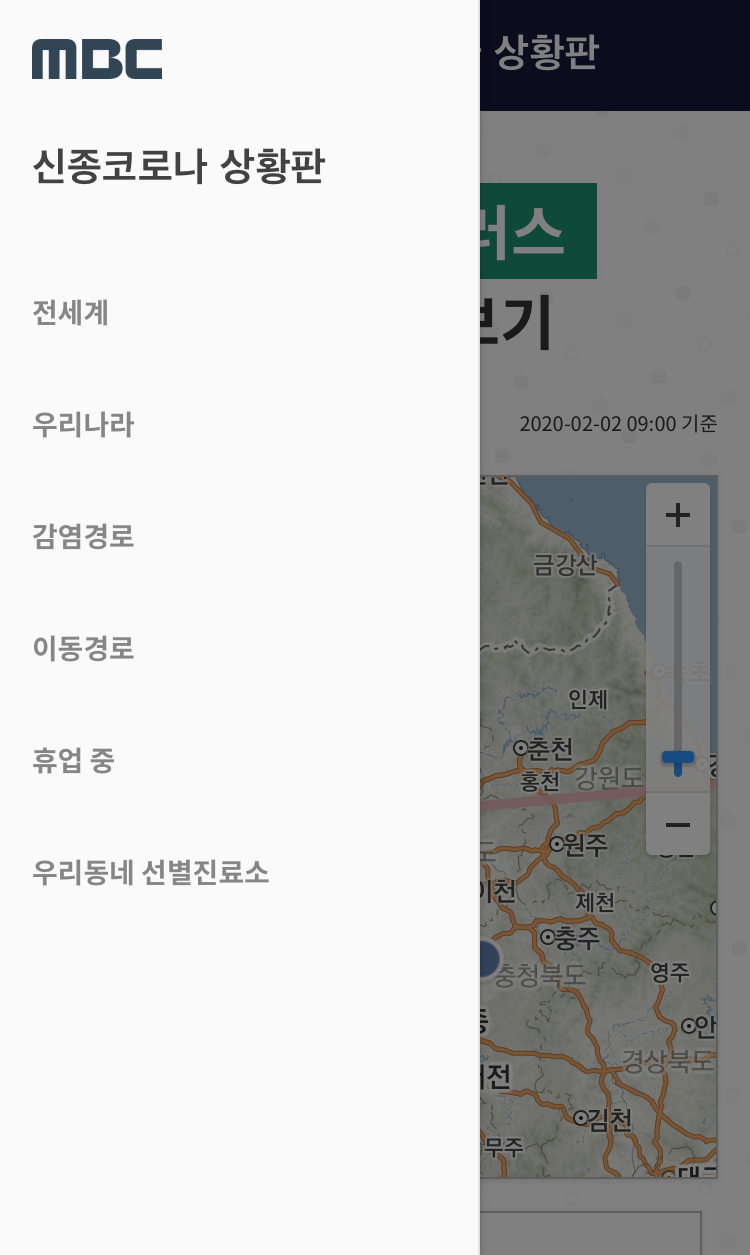 MBC
상황판
신종코로나 상황판
러스
보기
전세계
2020-02-02 09:00 기준
우리나라
감염경로
금강산
이동경로
속초
인제
춘천
휴업 중
홍천 강원도
원주
우리동네 선별진료소
이천
제천
충주
충청북도
영주
안
경상북도
김천
무주